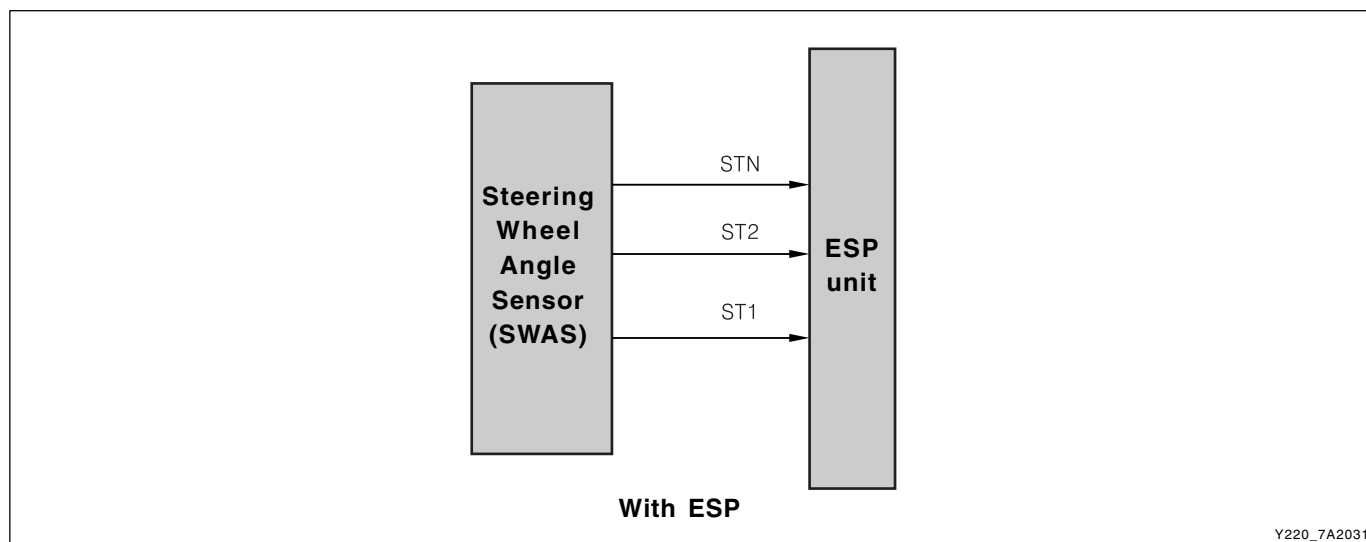 Steering
Wheel
Angle
Sensor
(SWAS)
STN
ST2
ST1
ESP
unit
With ESP
Y220_7A2031